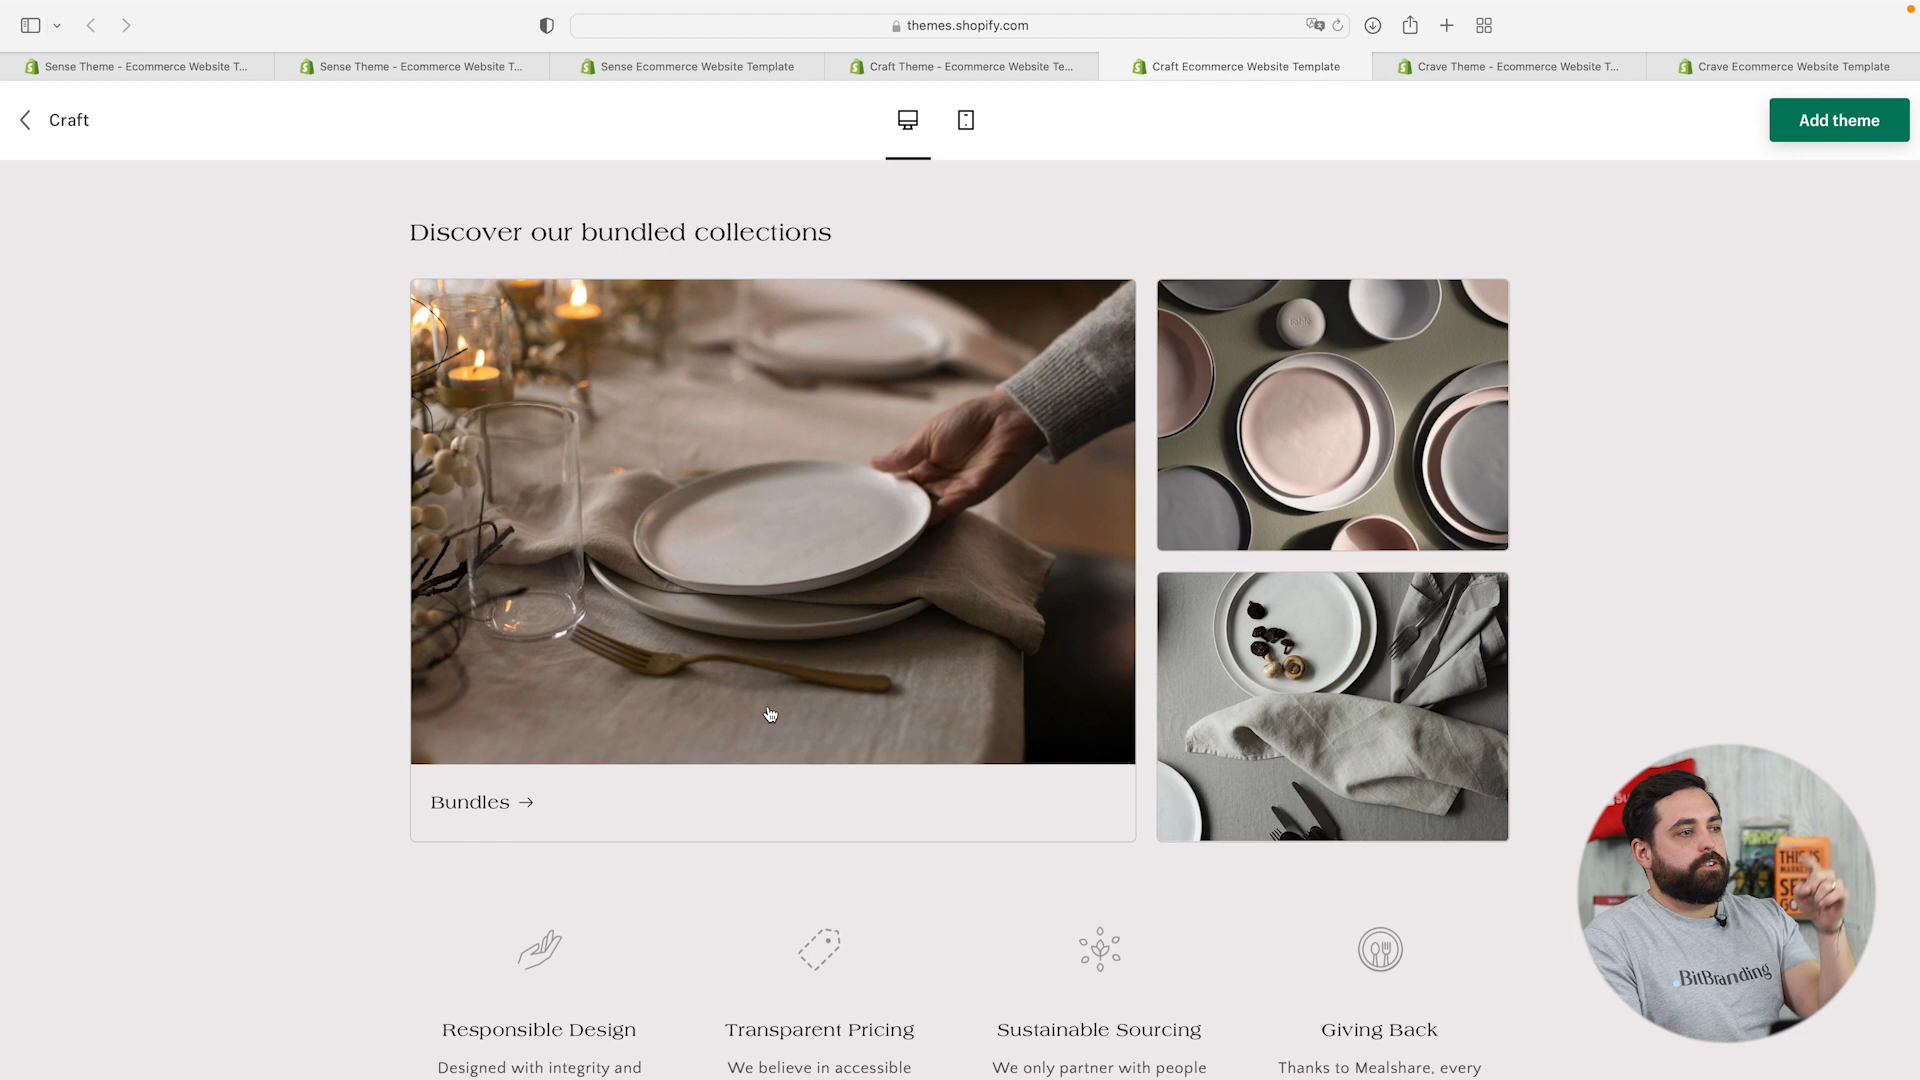 themes.shopify.com
Sense Theme - Ecommerce Website T...
Sense Theme - Ecommerce Website T...
Sense Ecommerce Website Template
Craft Theme - Ecommerce Website Te...
Craft Ecommerce Website Template
Crave Theme - Ecommerce Website T...
Crave Ecommerce Website Template
Craft
Add theme
Discover our bundled collections
Bundles →
Responsible Design
Transparent Pricing
Sustainable Sourcing
Giving Back
Designed with integrity and
We believe in accessible
We only partner with people
Thanks to Mealshare, every
THIS IS
.BitBranding